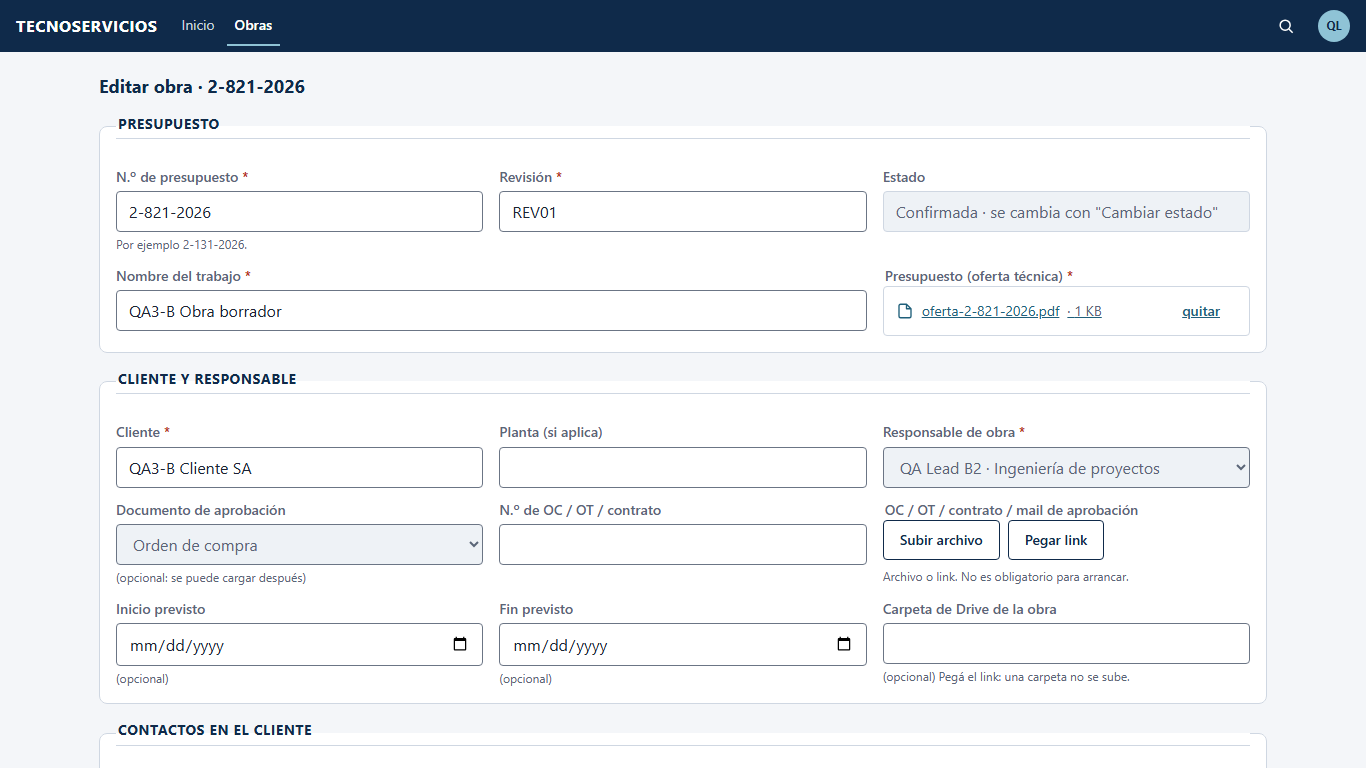 TECNOSERVICIOS Inicio Obras QL
Editar obra · 2-821-2026
PRESUPUESTO
N.º de presupuesto * Revisión * Estado
2-821-2026 REV01 Confirmada · se cambia con "Cambiar estado"
Por ejemplo 2-131-2026.
Nombre del trabajo * Presupuesto (oferta técnica) *
QA3-B Obra borrador oferta-2-821-2026.pdf · 1 KB quitar
CLIENTE Y RESPONSABLE
Cliente * Planta (si aplica) Responsable de obra *
QA3-B Cliente SA QA Lead B2 · Ingeniería de proyectos
Documento de aprobación N.º de OC / OT / contrato OC / OT / contrato / mail de aprobación
Orden de compra Subir archivo Pegar link
(opcional: se puede cargar después) Archivo o link. No es obligatorio para arrancar.
Inicio previsto Fin previsto Carpeta de Drive de la obra
mm/dd/yyyy mm/dd/yyyy
(opcional) (opcional) (opcional) Pegá el link: una carpeta no se sube.
CONTACTOS EN EL CLIENTE